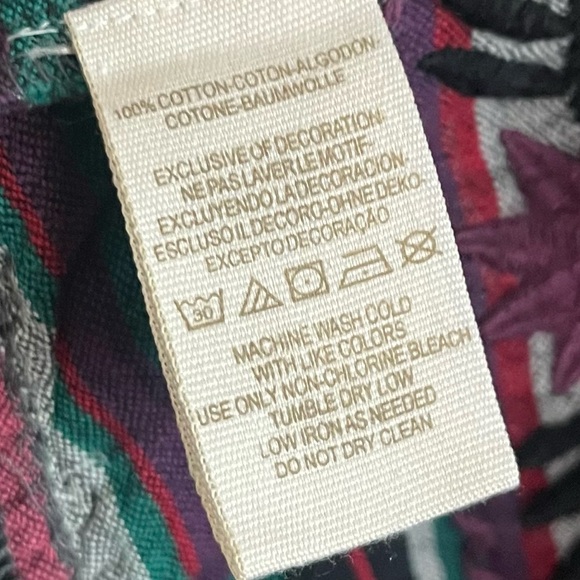 100% COTTON-COTON-ALGODON
COTONE-BAUMWOLLE
EXCLUSIVE OF DECORATION
NE PAS LAVER LE MOTIF-
EXCLUYENDO LA DECORACION-
ESCLUSO IL DECORO-OHNE DEKO-
EXCEPTO DECORAÇÃO
30
MACHINE WASH COLD
WITH LIKE COLORS
USE ONLY NON-CHLORINE BLEACH
TUMBLE DRY LOW
LOW IRON AS NEEDED
DO NOT DRY CLEAN